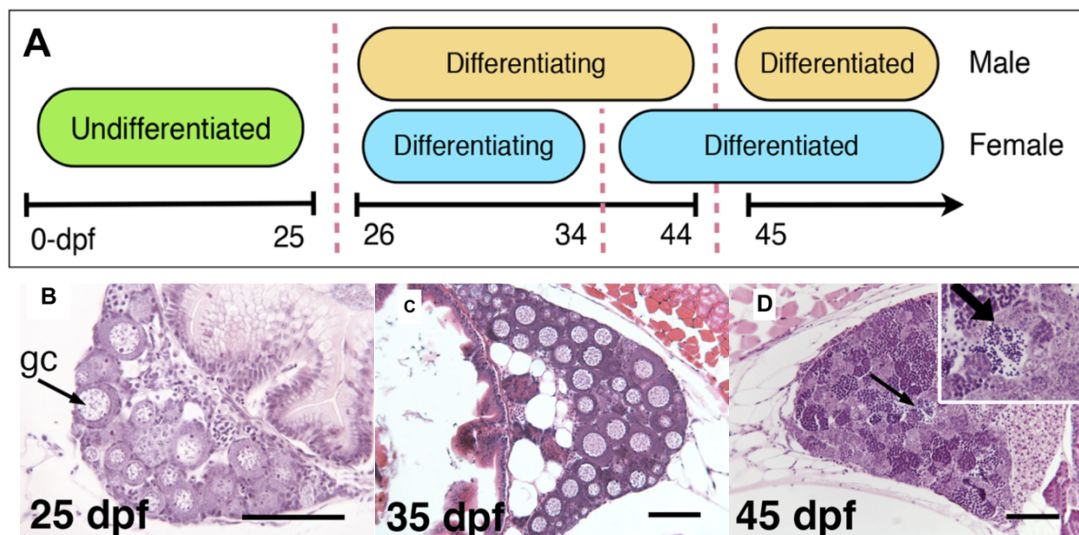 A
Differentiating
Differentiated
Male
Undifferentiated
Differentiating
Differentiated
Female
0-dpf
25
26
34
44
45
B
gc
25 dpf
C
35 dpf
D
45 dpf